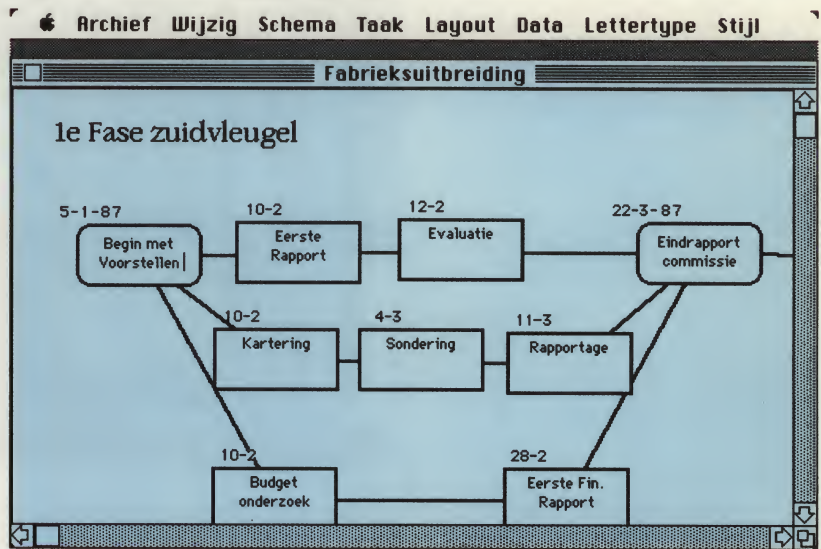 Archief Wijzig Schema Taak Layout Data Lettertype Stijl
Fabrieksuitbreiding
1e Fase zuidvleugel
5-1-87
Begin met
Voorstellen
10-2
Eerste
Rapport
12-2
Evaluatie
22-3-87
Eindrapport
commissie
10-2
Kartering
4-3
Sondering
11-3
Rapportage
10-2
Budget
onderzoek
28-2
Eerste Fin.
Rapport